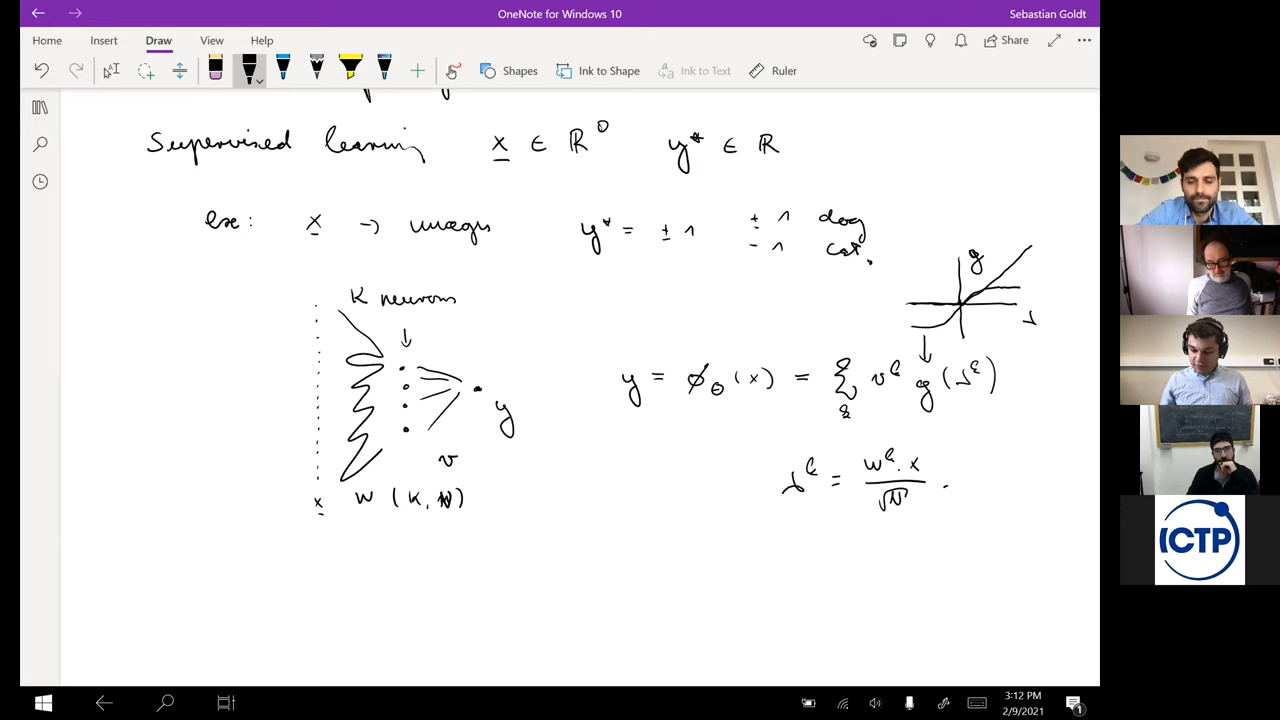 OneNote for Windows 10
Sebastian Goldt
Home Insert Draw View Help
Share
Shapes Ink to Shape Ink to Text Ruler
Supervised learning x ∈ ℝ^D y* ∈ ℝ
ex: x → images y* = ± 1 ± 1 dog
- 1 cat.
g
K neurons
λ
y = ϕ_θ (x) = Σ_k v^k g(λ^k)
y
v
λ^k = w^k · x / √N .
x W (K, N)
ICTP
3:12 PM
2/9/2021
1